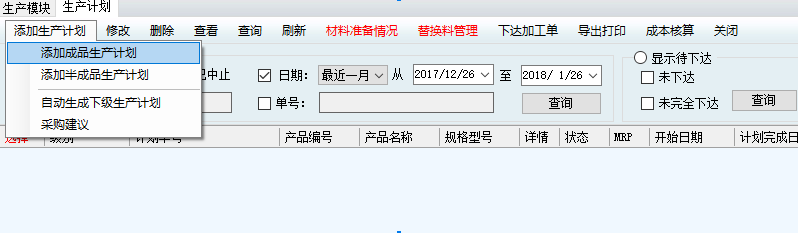 生产模块 生产计划
添加生产计划 修改 删除 查看 查询 刷新 材料准备情况 替换料管理 下达加工单 导出打印 成本核算 关闭
添加成品生产计划
添加半成品生产计划
自动生成下级生产计划
采购建议
已中止 日期: 最近一月 从 2017/12/26 至 2018/ 1/26
单号: 查询
显示待下达
未下达
未完全下达 查询
选择 级别 计划单号 产品编号 产品名称 规格型号 详情 状态 MRP 开始日期 计划完成日